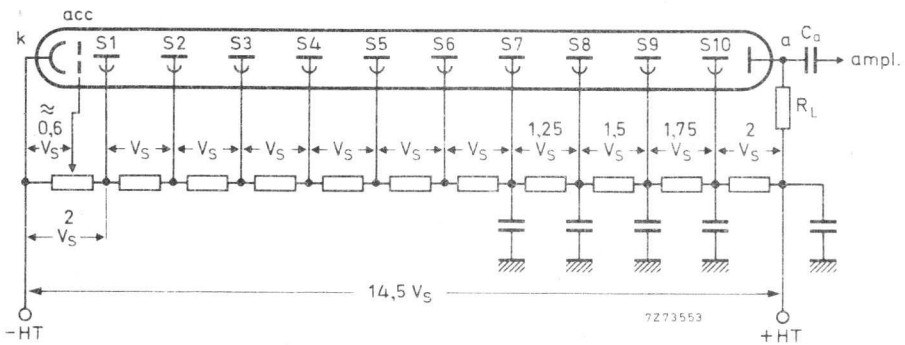 acc
k
S1 S2 S3 S4 S5 S6 S7 S8 S9 S10
a
Ca
ampl.
RL
≈
0,6
VS
VS VS VS VS VS VS
1,25
VS
1,5
VS
1,75
VS
2
VS
2
VS
14,5 VS
7Z73553
-HT
+HT